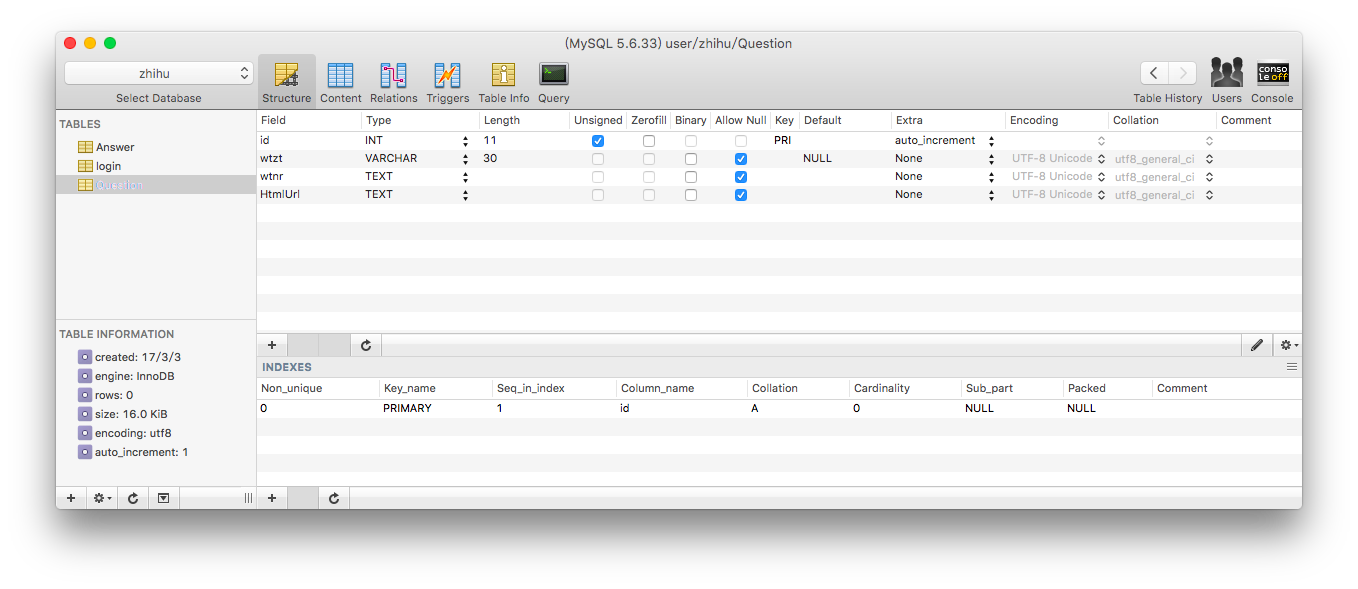 (MySQL 5.6.33) user/zhihu/Question
zhihu
Select Database
Structure Content Relations Triggers Table Info Query
Table History Users Console
conso
le off
TABLES
Answer
login
Question
Field Type Length Unsigned Zerofill Binary Allow Null Key Default Extra Encoding Collation Comment
id INT 11 PRI auto_increment
wtzt VARCHAR 30 NULL None UTF-8 Unicode utf8_general_ci
wtnr TEXT None UTF-8 Unicode utf8_general_ci
HtmlUrl TEXT None UTF-8 Unicode utf8_general_ci
TABLE INFORMATION
created: 17/3/3
engine: InnoDB
rows: 0
size: 16.0 KiB
encoding: utf8
auto_increment: 1
INDEXES
Non_unique Key_name Seq_in_index Column_name Collation Cardinality Sub_part Packed Comment
0 PRIMARY 1 id A 0 NULL NULL